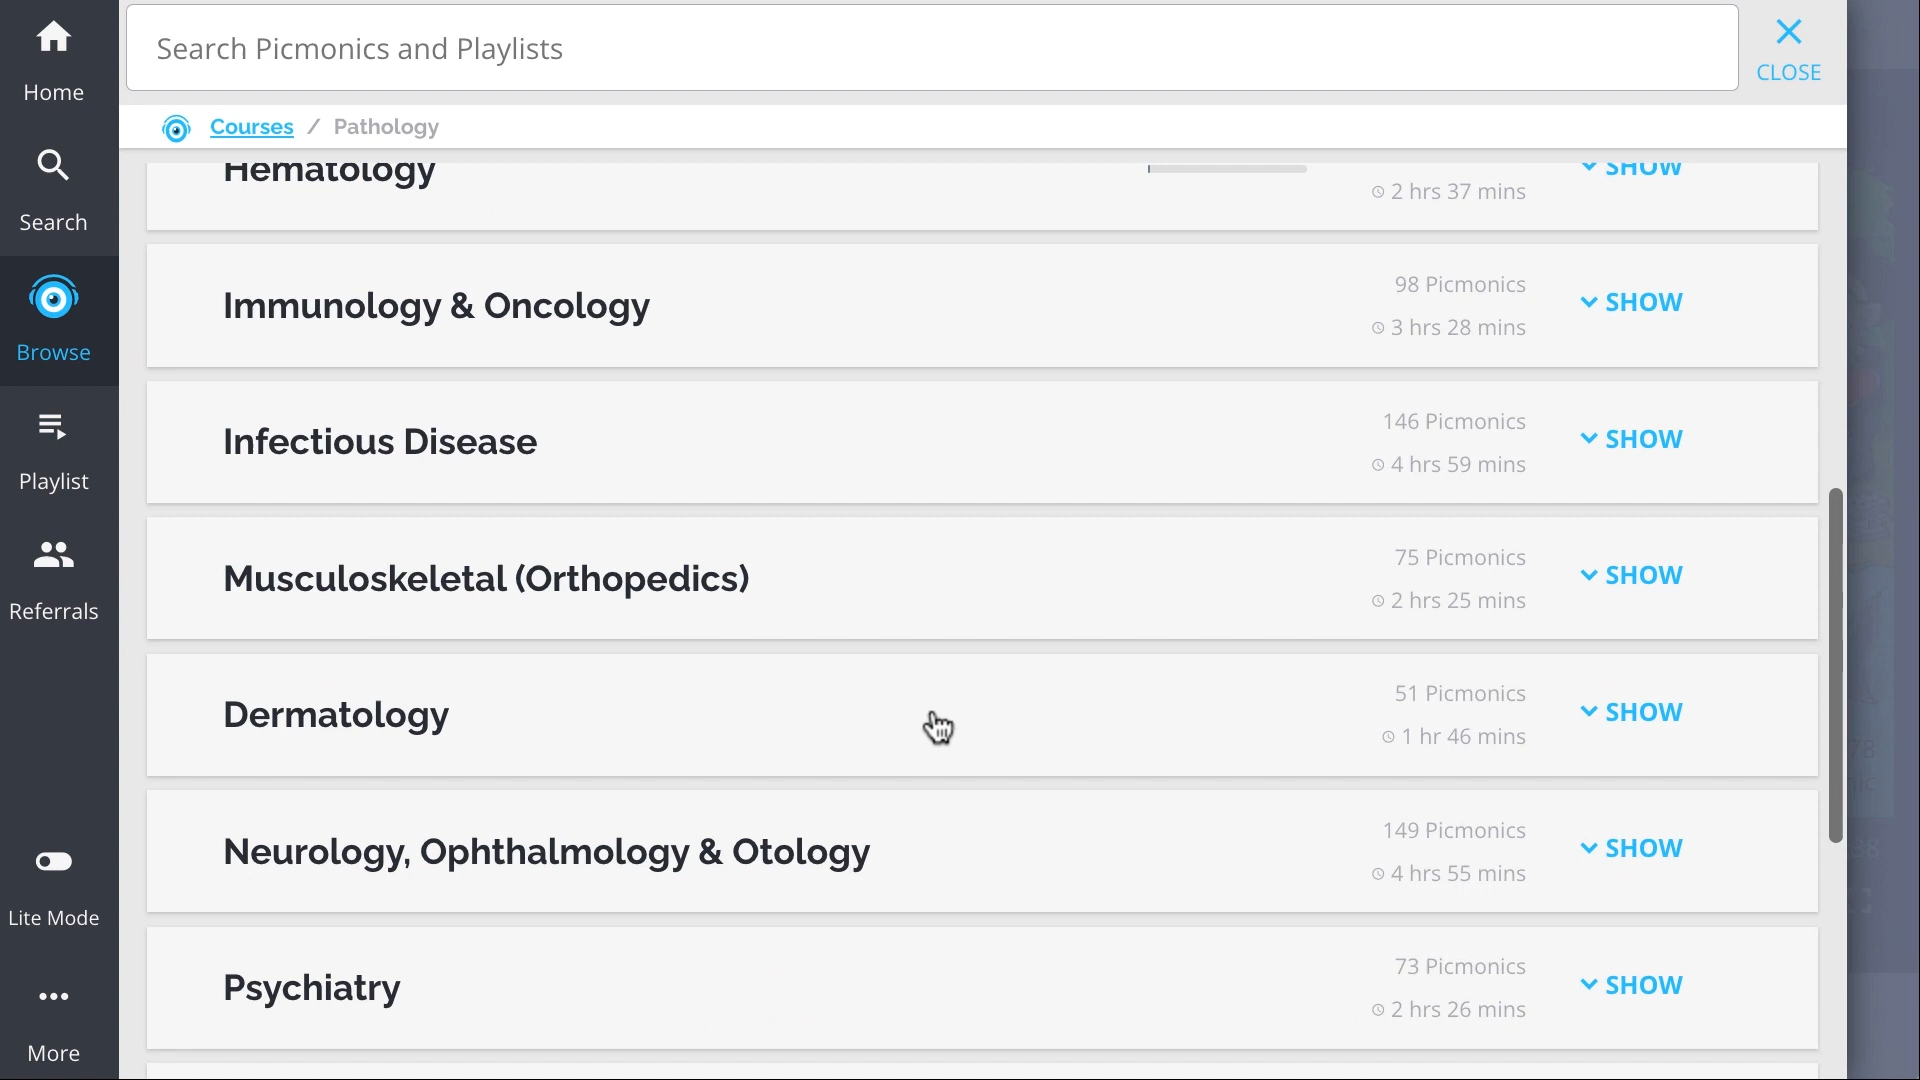 Search Picmonics and Playlists
CLOSE
Home
Search
Browse
Playlist
Referrals
Lite Mode
More
Courses / Pathology
Hematology
2 hrs 37 mins
SHOW
Immunology & Oncology
98 Picmonics
3 hrs 28 mins
SHOW
Infectious Disease
146 Picmonics
4 hrs 59 mins
SHOW
Musculoskeletal (Orthopedics)
75 Picmonics
2 hrs 25 mins
SHOW
Dermatology
51 Picmonics
1 hr 46 mins
SHOW
Neurology, Ophthalmology & Otology
149 Picmonics
4 hrs 55 mins
SHOW
Psychiatry
73 Picmonics
2 hrs 26 mins
SHOW